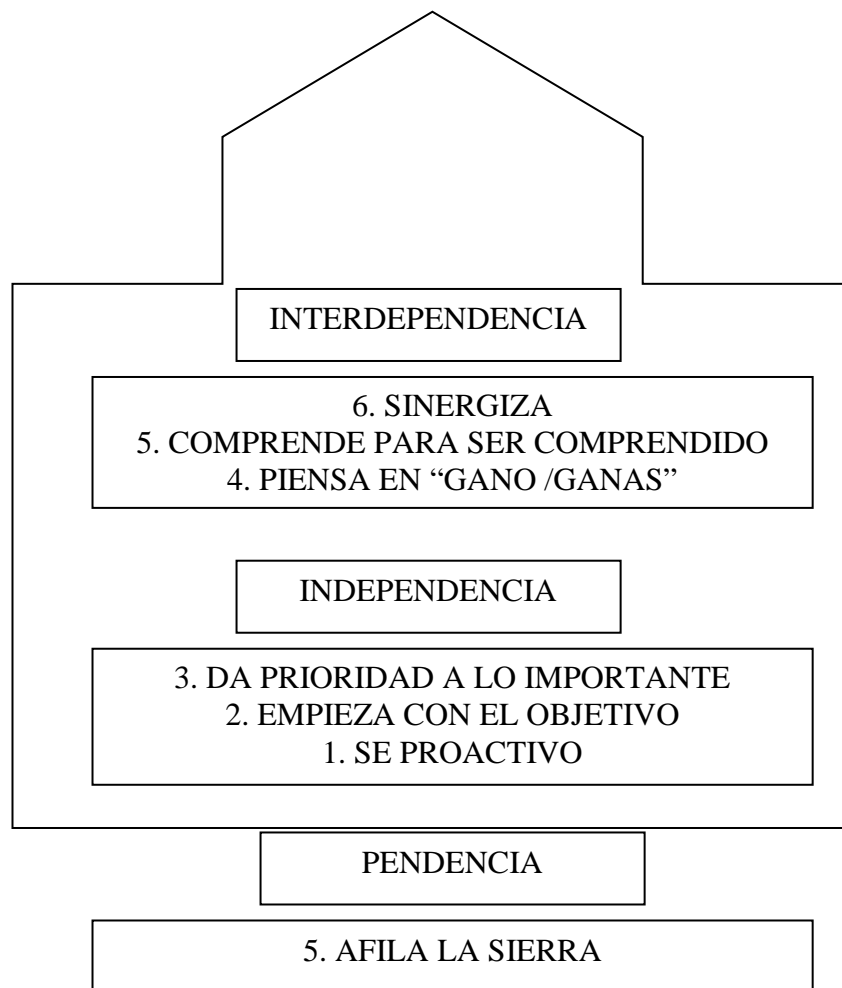 INTERDEPENDENCIA
6. SINERGIZA
5. COMPRENDE PARA SER COMPRENDIDO
4. PIENSA EN “GANO /GANAS”
INDEPENDENCIA
3. DA PRIORIDAD A LO IMPORTANTE
2. EMPIEZA CON EL OBJETIVO
1. SE PROACTIVO
PENDENCIA
5. AFILA LA SIERRA